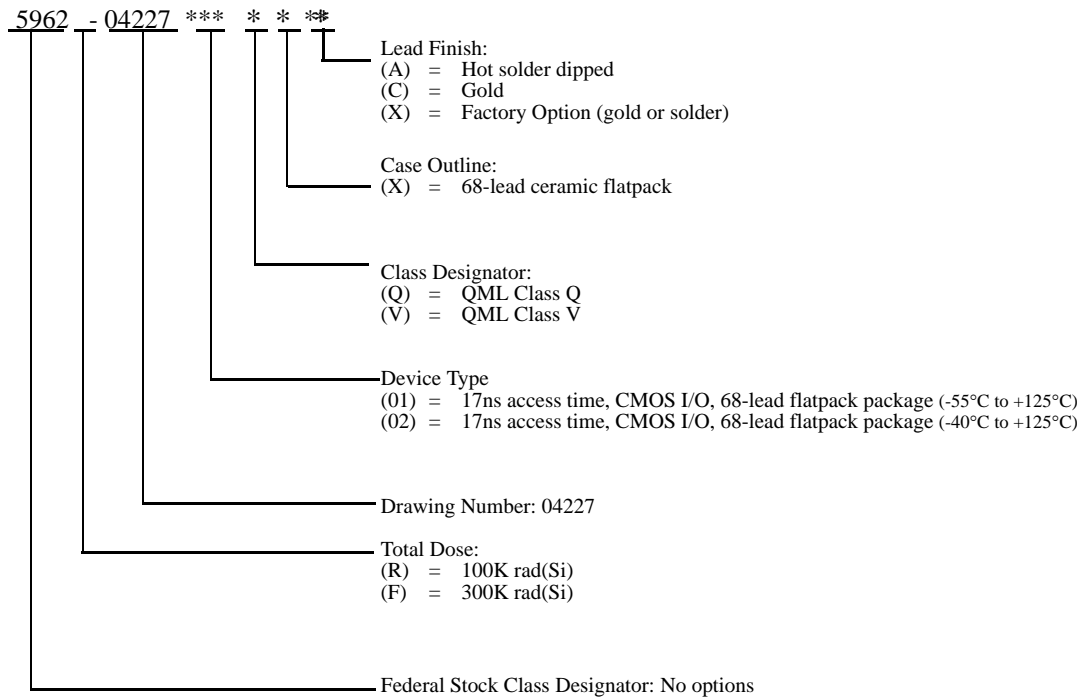 5962 - 04227 *** * * **
Lead Finish:
(A) = Hot solder dipped
(C) = Gold
(X) = Factory Option (gold or solder)
Case Outline:
(X) = 68-lead ceramic flatpack
Class Designator:
(Q) = QML Class Q
(V) = QML Class V
Device Type
(01) = 17ns access time, CMOS I/O, 68-lead flatpack package (-55°C to +125°C)
(02) = 17ns access time, CMOS I/O, 68-lead flatpack package (-40°C to +125°C)
Drawing Number: 04227
Total Dose:
(R) = 100K rad(Si)
(F) = 300K rad(Si)
Federal Stock Class Designator: No options